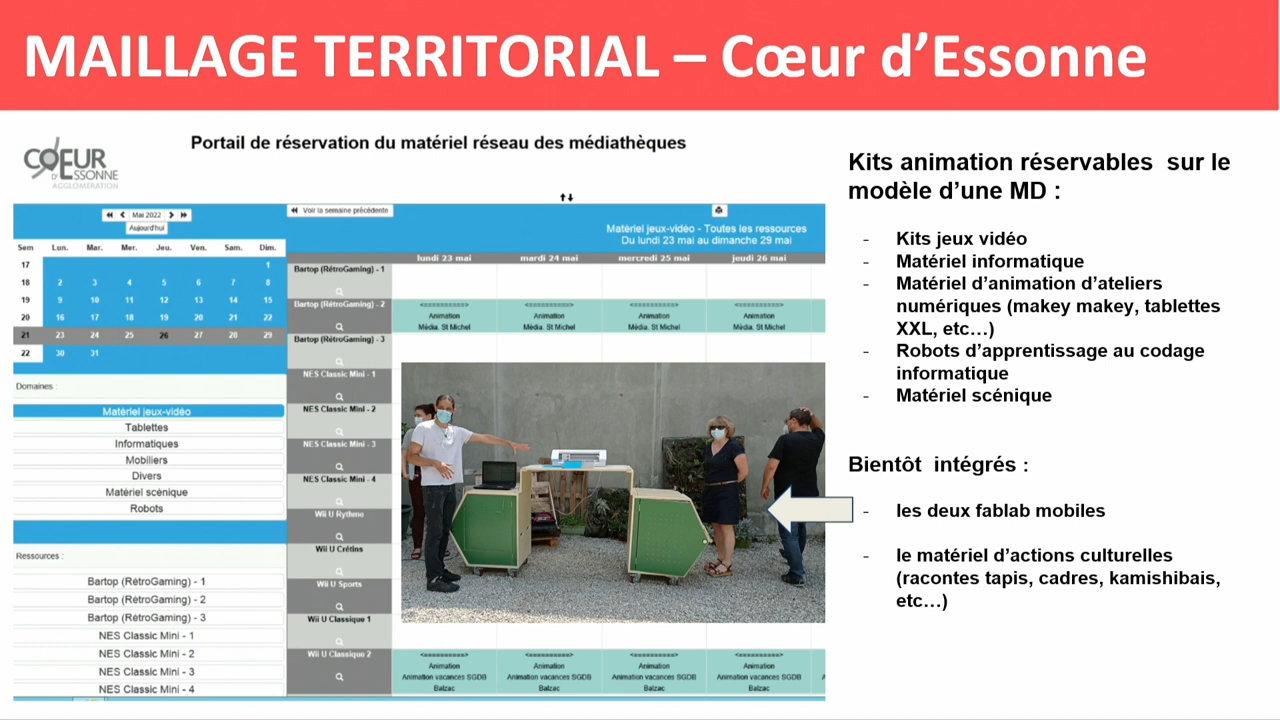 MAILLAGE TERRITORIAL – Cœur d’Essonne
Portail de réservation du matériel réseau des médiathèques
CŒUR
D'ESSONNE
AGGLOMÉRATION
Mai 2022
Aujourd'hui
Sem Lun. Mar. Mer. Jeu. Ven. Sam. Dim.
17 1
18 2 3 4 5 6 7 8
19 9 10 11 12 13 14 15
20 16 17 18 19 20 21 22
21 23 24 25 26 27 28 29
22 30 31
Domaines :
Matériel jeux-vidéo
Tablettes
Informatiques
Mobiliers
Divers
Matériel scénique
Robots
Ressources :
Bartop (RétroGaming) - 1
Bartop (RétroGaming) - 2
Bartop (RétroGaming) - 3
NES Classic Mini - 1
NES Classic Mini - 2
NES Classic Mini - 3
NES Classic Mini - 4
Voir la semaine précédente
Matériel jeux-vidéo - Toutes les ressources
Du lundi 23 mai au dimanche 29 mai
lundi 23 mai mardi 24 mai mercredi 25 mai jeudi 26 mai
Bartop (RétroGaming) - 1
Bartop (RétroGaming) - 2
Animation Animation Animation Animation
Média. St Michel Média. St Michel Média. St Michel Média. St Michel
Bartop (RétroGaming) - 3
NES Classic Mini - 1
NES Classic Mini - 2
NES Classic Mini - 3
NES Classic Mini - 4
Wii U Rythme
Wii U Crétins
Wii U Sports
Wii U Classique 1
Wii U Classique 2
Animation Animation Animation Animation
Animation vacances SGDB Animation vacances SGDB Animation vacances SGDB Animation vacances SGDB
Balzac Balzac Balzac Balzac
Kits animation réservables sur le
modèle d’une MD :
- Kits jeux vidéo
- Matériel informatique
- Matériel d’animation d’ateliers
numériques (makey makey, tablettes
XXL, etc…)
- Robots d’apprentissage au codage
informatique
- Matériel scénique
Bientôt intégrés :
- les deux fablab mobiles
- le matériel d’actions culturelles
(racontes tapis, cadres, kamishibais,
etc…)